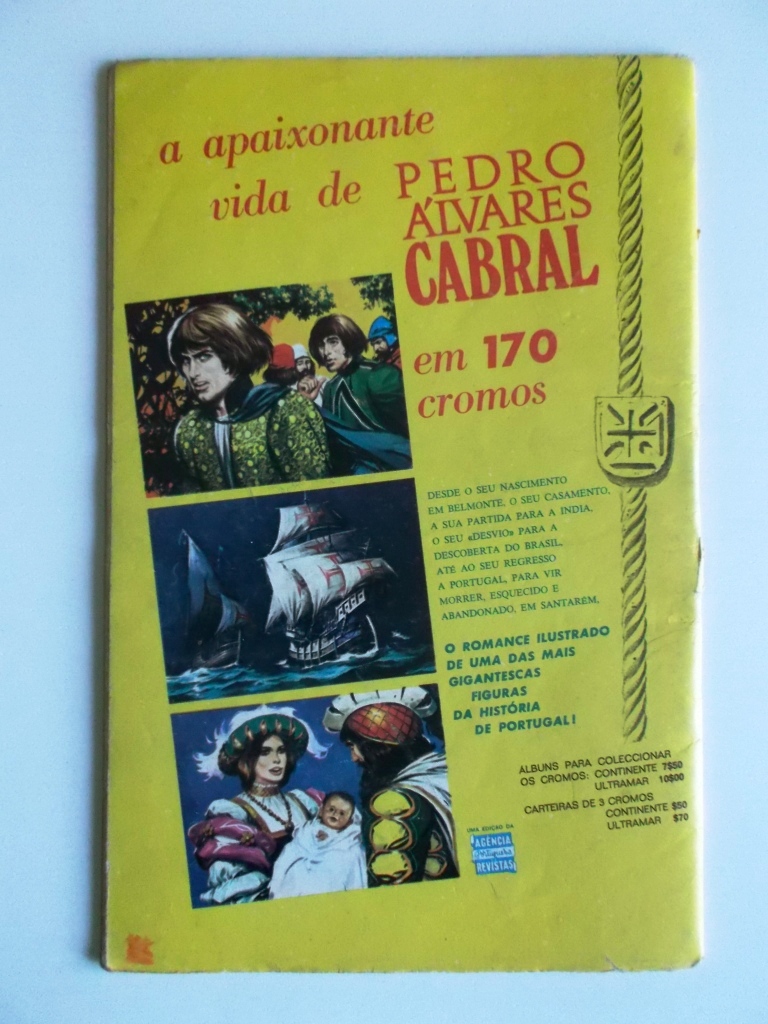 a apaixonante
vida de PEDRO
ÁLVARES
CABRAL
em 170
cromos
DESDE O SEU NASCIMENTO
EM BELMONTE, O SEU CASAMENTO,
A SUA PARTIDA PARA A INDIA,
O SEU «DESVIO» PARA A
DESCOBERTA DO BRASIL,
ATÉ AO SEU REGRESSO
A PORTUGAL, PARA VIR
MORRER, ESQUECIDO E
ABANDONADO, EM SANTARÉM.
O ROMANCE ILUSTRADO
DE UMA DAS MAIS
GIGANTESCAS
FIGURAS
DA HISTÓRIA
DE PORTUGAL!
ALBUNS PARA COLECCIONAR
OS CROMOS: CONTINENTE 7$50
ULTRAMAR 10$00
CARTEIRAS DE 3 CROMOS
CONTINENTE $50
ULTRAMAR $70
UMA EDIÇÃO DA
AGÊNCIA
PORTUGUESA
REVISTAS